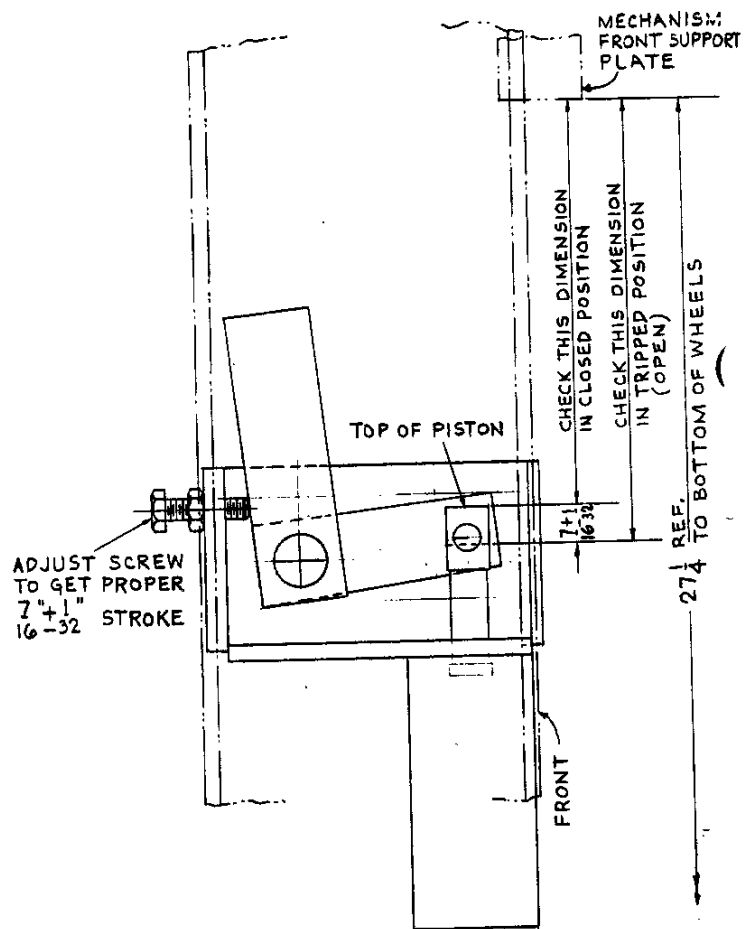 MECHANISM
FRONT SUPPORT
PLATE
CHECK THIS DIMENSION
IN CLOSED POSITION
CHECK THIS DIMENSION
IN TRIPPED POSITION
(OPEN)
27 1/4 REF.
TO BOTTOM OF WHEELS
TOP OF PISTON
7/16 ± 1/32
ADJUST SCREW
TO GET PROPER
7/16" ± 1/32" STROKE
FRONT